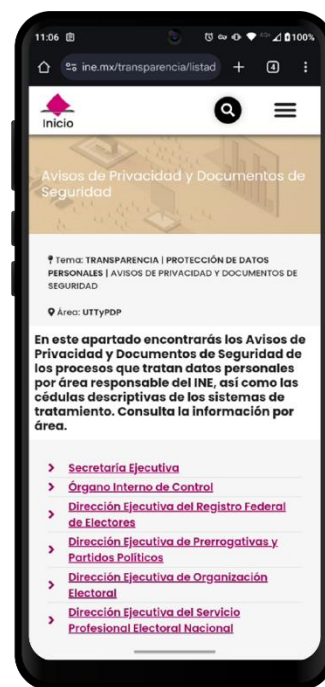 11:06
100%
ine.mx/transparencia/listad
4
Inicio
Avisos de Privacidad y Documentos de
Seguridad
Tema: TRANSPARENCIA | PROTECCIÓN DE DATOS
PERSONALES | AVISOS DE PRIVACIDAD Y DOCUMENTOS DE
SEGURIDAD
Área: UTTyPDP
En este apartado encontrarás los Avisos de
Privacidad y Documentos de Seguridad de
los procesos que tratan datos personales
por área responsable del INE, así como las
cédulas descriptivas de los sistemas de
tratamiento. Consulta la información por
área.
Secretaría Ejecutiva
Órgano Interno de Control
Dirección Ejecutiva del Registro Federal
de Electores
Dirección Ejecutiva de Prerrogativas y
Partidos Políticos
Dirección Ejecutiva de Organización
Electoral
Dirección Ejecutiva del Servicio
Profesional Electoral Nacional